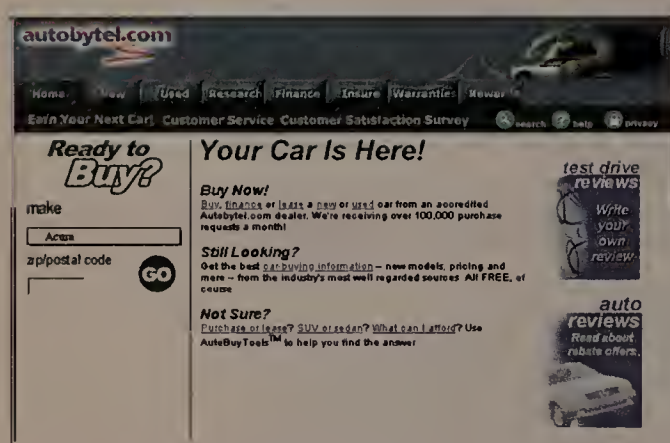 autobytel.com
Home New Used Research Finance Insure Warranties
Earn Your Next Car! Customer Service Customer Satisfaction Survey search help privacy
Ready to
Buy?
make
Acura
zip/postal code
GO
Your Car Is Here!
Buy Now!
Buy, finance or lease a new or used car from an accredited
Autobytel.com dealer. We're receiving over 100,000 purchase
requests a month!
Still Looking?
Get the best car-buying information – new models, pricing and
more – from the industry's most well regarded sources. All FREE, of
course
Not Sure?
Purchase or lease? SUV or sedan? What can I afford? Use
AutoBuyTools™ to help you find the answer
test drive
reviews
Write
your
own
review
auto
reviews
Read about
rebate offers.